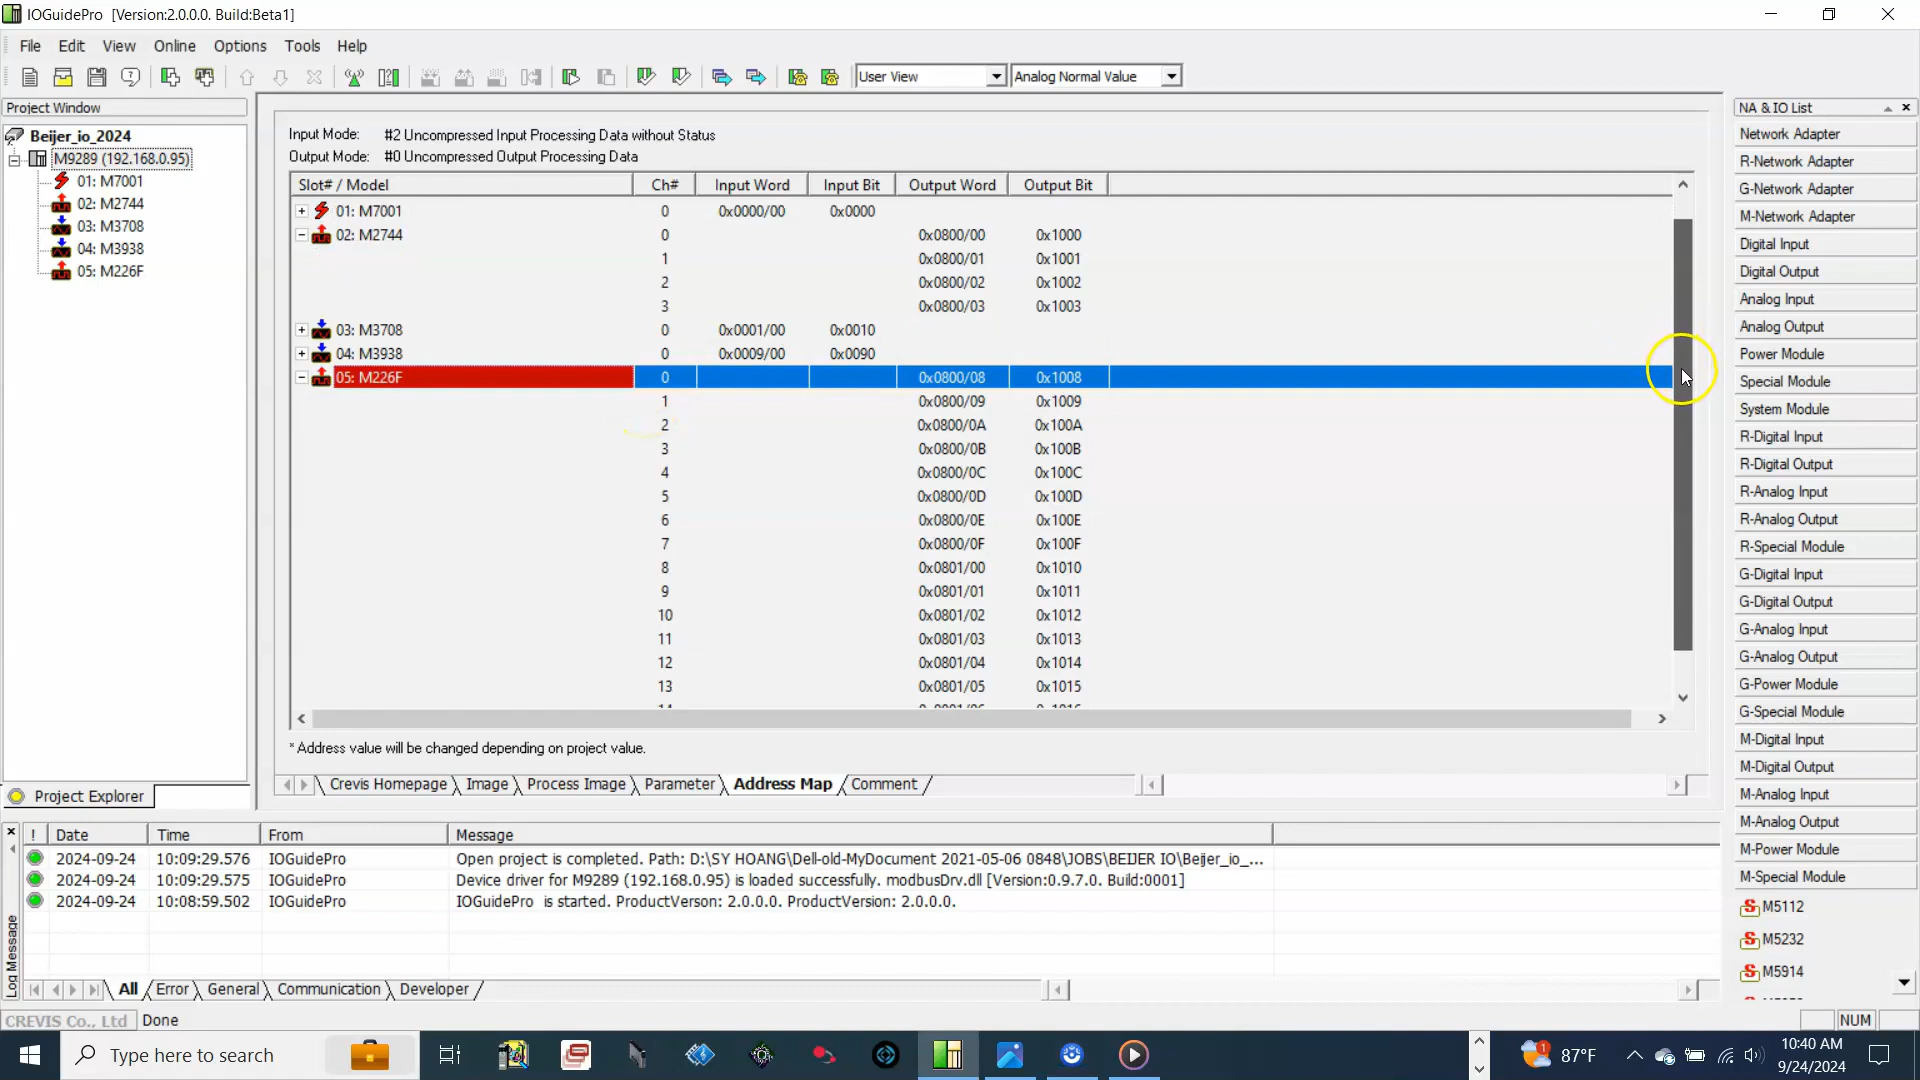 IOGuidePro [Version:2.0.0.0. Build:Beta1]
File Edit View Online Options Tools Help
User View Analog Normal Value
Project Window
Beijer_io_2024
M9289 (192.168.0.95)
01: M7001
02: M2744
03: M3708
04: M3938
05: M226F
Project Explorer
Input Mode: #2 Uncompressed Input Processing Data without Status
Output Mode: #0 Uncompressed Output Processing Data
Slot# / Model Ch# Input Word Input Bit Output Word Output Bit
01: M7001 0 0x0000/00 0x0000
02: M2744 0 0x0800/00 0x1000
1 0x0800/01 0x1001
2 0x0800/02 0x1002
3 0x0800/03 0x1003
03: M3708 0 0x0001/00 0x0010
04: M3938 0 0x0009/00 0x0090
05: M226F 0 0x0800/08 0x1008
1 0x0800/09 0x1009
2 0x0800/0A 0x100A
3 0x0800/0B 0x100B
4 0x0800/0C 0x100C
5 0x0800/0D 0x100D
6 0x0800/0E 0x100E
7 0x0800/0F 0x100F
8 0x0801/00 0x1010
9 0x0801/01 0x1011
10 0x0801/02 0x1012
11 0x0801/03 0x1013
12 0x0801/04 0x1014
13 0x0801/05 0x1015
* Address value will be changed depending on project value.
Crevis Homepage Image Process Image Parameter Address Map Comment
NA & IO List
Network Adapter
R-Network Adapter
G-Network Adapter
M-Network Adapter
Digital Input
Digital Output
Analog Input
Analog Output
Power Module
Special Module
System Module
R-Digital Input
R-Digital Output
R-Analog Input
R-Analog Output
R-Special Module
G-Digital Input
G-Digital Output
G-Analog Input
G-Analog Output
G-Power Module
G-Special Module
M-Digital Input
M-Digital Output
M-Analog Input
M-Analog Output
M-Power Module
M-Special Module
M5112
M5232
M5914
Log Message
! Date Time From Message
2024-09-24 10:09:29.576 IOGuidePro Open project is completed. Path: D:\SY HOANG\Dell-old-MyDocument 2021-05-06 0848\JOBS\BEIJER IO\Beijer_io_...
2024-09-24 10:09:29.575 IOGuidePro Device driver for M9289 (192.168.0.95) is loaded successfully. modbusDrv.dll [Version:0.9.7.0. Build:0001]
2024-09-24 10:08:59.502 IOGuidePro IOGuidePro is started. ProductVerson: 2.0.0.0. ProductVersion: 2.0.0.0.
All Error General Communication Developer
CREVIS Co., Ltd Done NUM
Type here to search
1 87°F
10:40 AM
9/24/2024